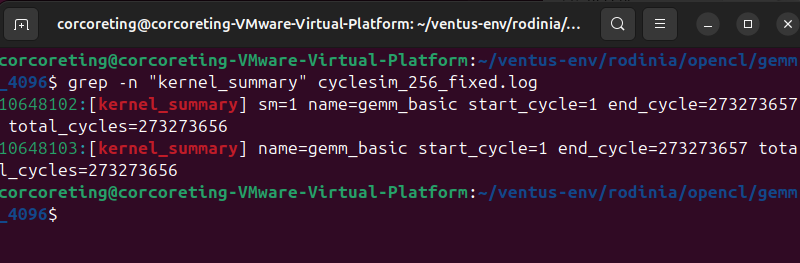 corcoreting@corcoreting-VMware-Virtual-Platform: ~/ventus-env/rodinia/...
corcoreting@corcoreting-VMware-Virtual-Platform:~/ventus-env/rodinia/opencl/gemm
_4096$ grep -n "kernel_summary" cyclesim_256_fixed.log
10648102:[kernel_summary] sm=1 name=gemm_basic start_cycle=1 end_cycle=273273657
 total_cycles=273273656
10648103:[kernel_summary] name=gemm_basic start_cycle=1 end_cycle=273273657 tota
l_cycles=273273656
corcoreting@corcoreting-VMware-Virtual-Platform:~/ventus-env/rodinia/opencl/gemm
_4096$